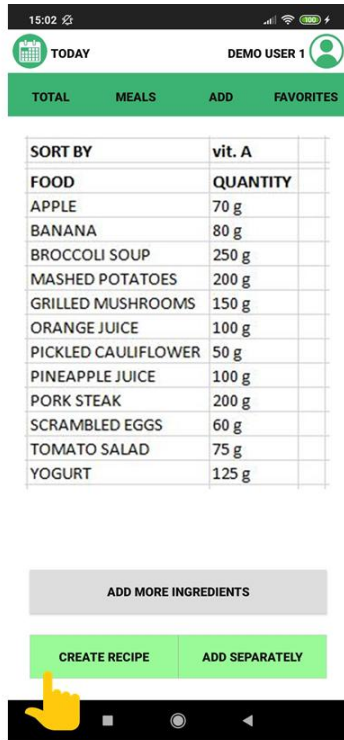 15:02 100
TODAY DEMO USER 1
TOTAL MEALS ADD FAVORITES
SORT BY vit. A
FOOD QUANTITY
APPLE 70 g
BANANA 80 g
BROCCOLI SOUP 250 g
MASHED POTATOES 200 g
GRILLED MUSHROOMS 150 g
ORANGE JUICE 100 g
PICKLED CAULIFLOWER 50 g
PINEAPPLE JUICE 100 g
PORK STEAK 200 g
SCRAMBLED EGGS 60 g
TOMATO SALAD 75 g
YOGURT 125 g
ADD MORE INGREDIENTS
CREATE RECIPE ADD SEPARATELY